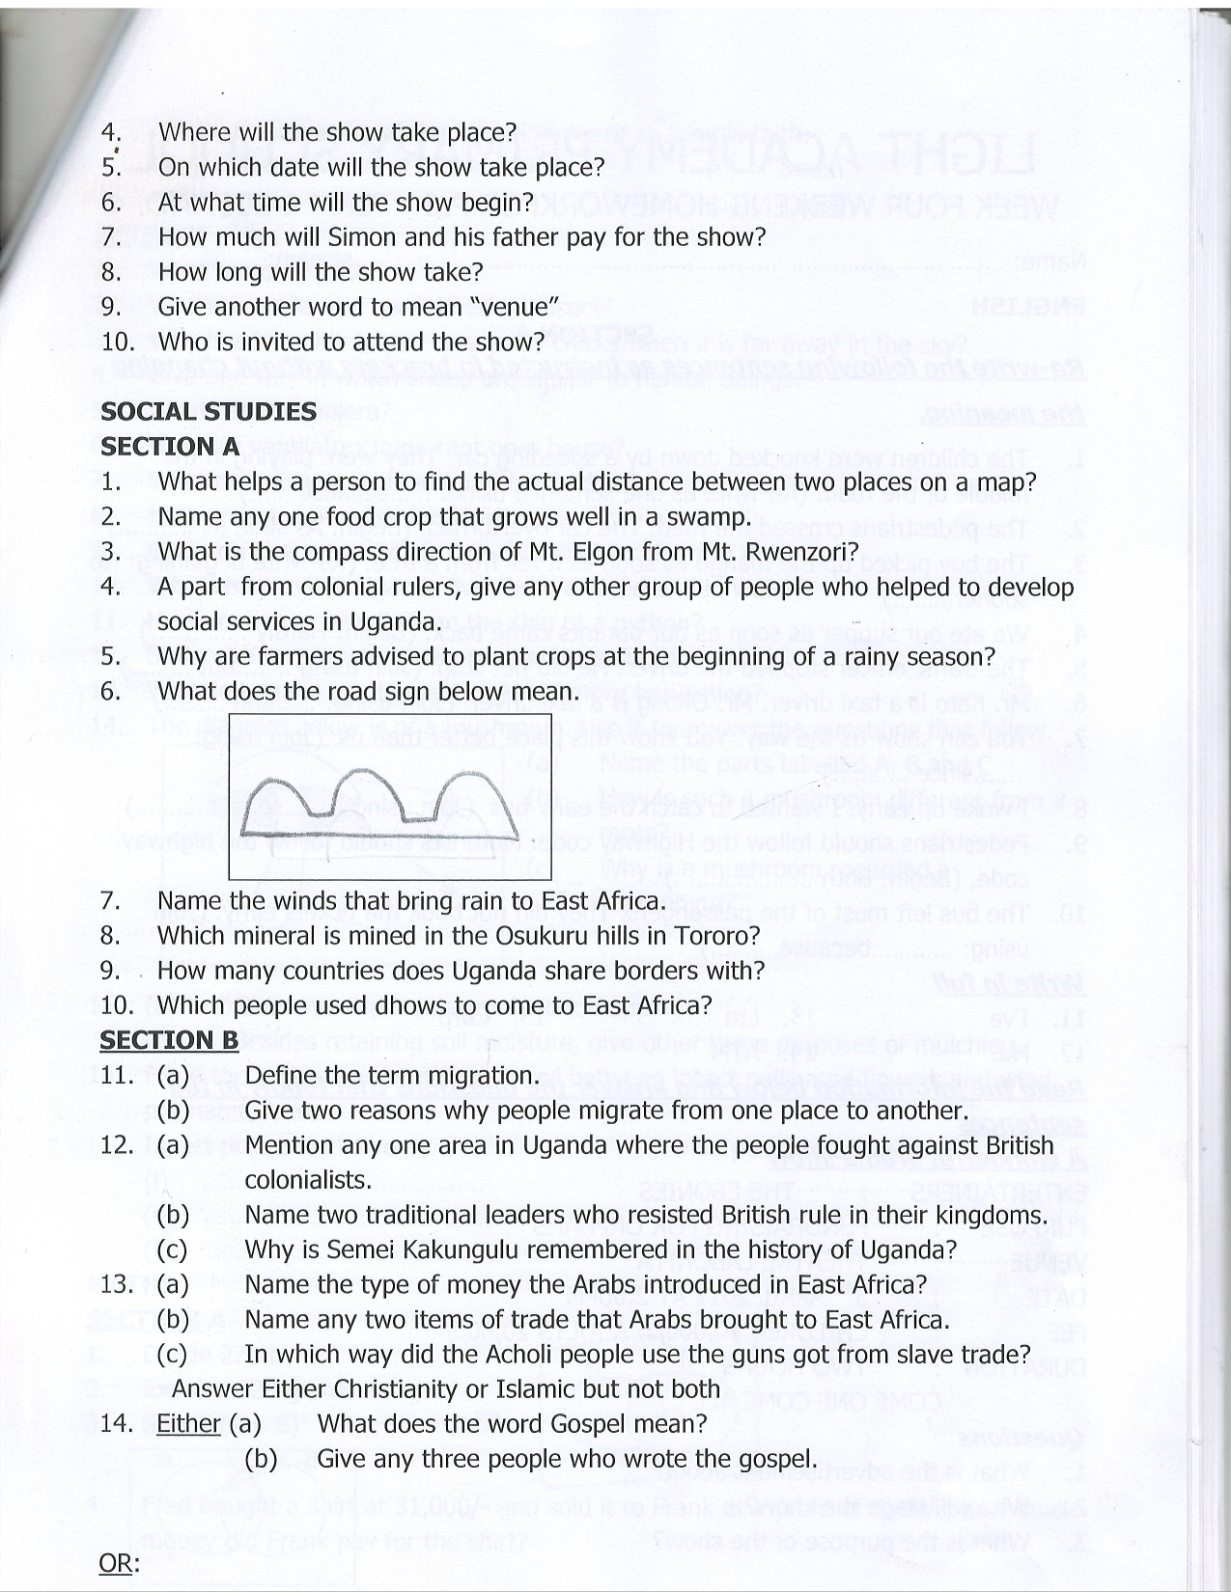 4. Where will the show take place?
5. On which date will the show take place?
6. At what time will the show begin?
7. How much will Simon and his father pay for the show?
8. How long will the show take?
9. Give another word to mean "venue"
10. Who is invited to attend the show?
SOCIAL STUDIES
SECTION A
1. What helps a person to find the actual distance between two places on a map?
2. Name any one food crop that grows well in a swamp.
3. What is the compass direction of Mt. Elgon from Mt. Rwenzori?
4. A part from colonial rulers, give any other group of people who helped to develop
social services in Uganda.
5. Why are farmers advised to plant crops at the beginning of a rainy season?
6. What does the road sign below mean.
7. Name the winds that bring rain to East Africa.
8. Which mineral is mined in the Osukuru hills in Tororo?
9. How many countries does Uganda share borders with?
10. Which people used dhows to come to East Africa?
SECTION B
11. (a) Define the term migration.
(b) Give two reasons why people migrate from one place to another.
12. (a) Mention any one area in Uganda where the people fought against British
colonialists.
(b) Name two traditional leaders who resisted British rule in their kingdoms.
(c) Why is Semei Kakungulu remembered in the history of Uganda?
13. (a) Name the type of money the Arabs introduced in East Africa?
(b) Name any two items of trade that Arabs brought to East Africa.
(c) In which way did the Acholi people use the guns got from slave trade?
Answer Either Christianity or Islamic but not both
14. Either (a) What does the word Gospel mean?
(b) Give any three people who wrote the gospel.
OR: